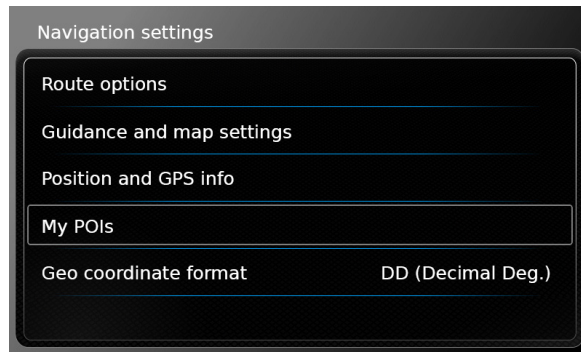 Navigation settings
Route options
Guidance and map settings
Position and GPS info
My POIs
Geo coordinate format DD (Decimal Deg.)